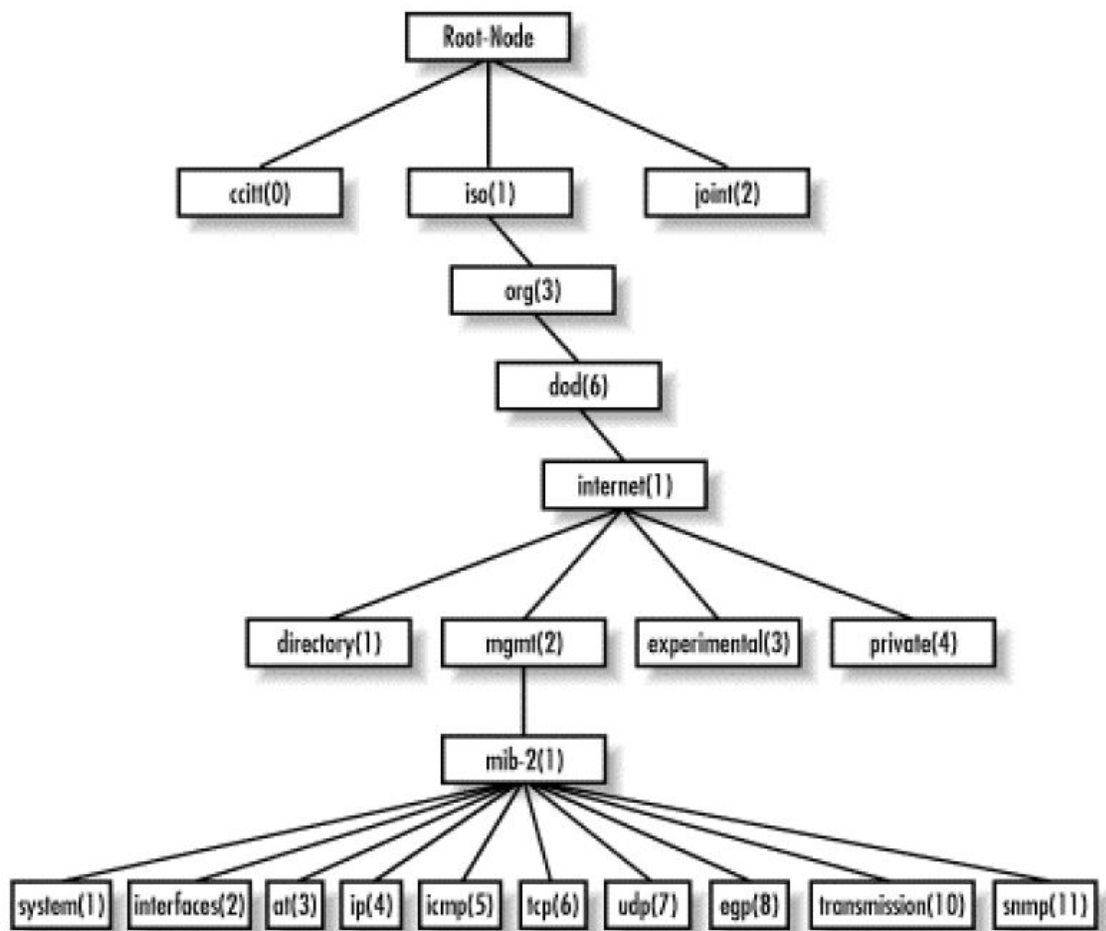 Root-Node
ccitt(0) iso(1) joint(2)
org(3)
dod(6)
internet(1)
directory(1) mgmt(2) experimental(3) private(4)
mib-2(1)
system(1) interfaces(2) at(3) ip(4) icmp(5) tcp(6) udp(7) egp(8) transmission(10) snmp(11)